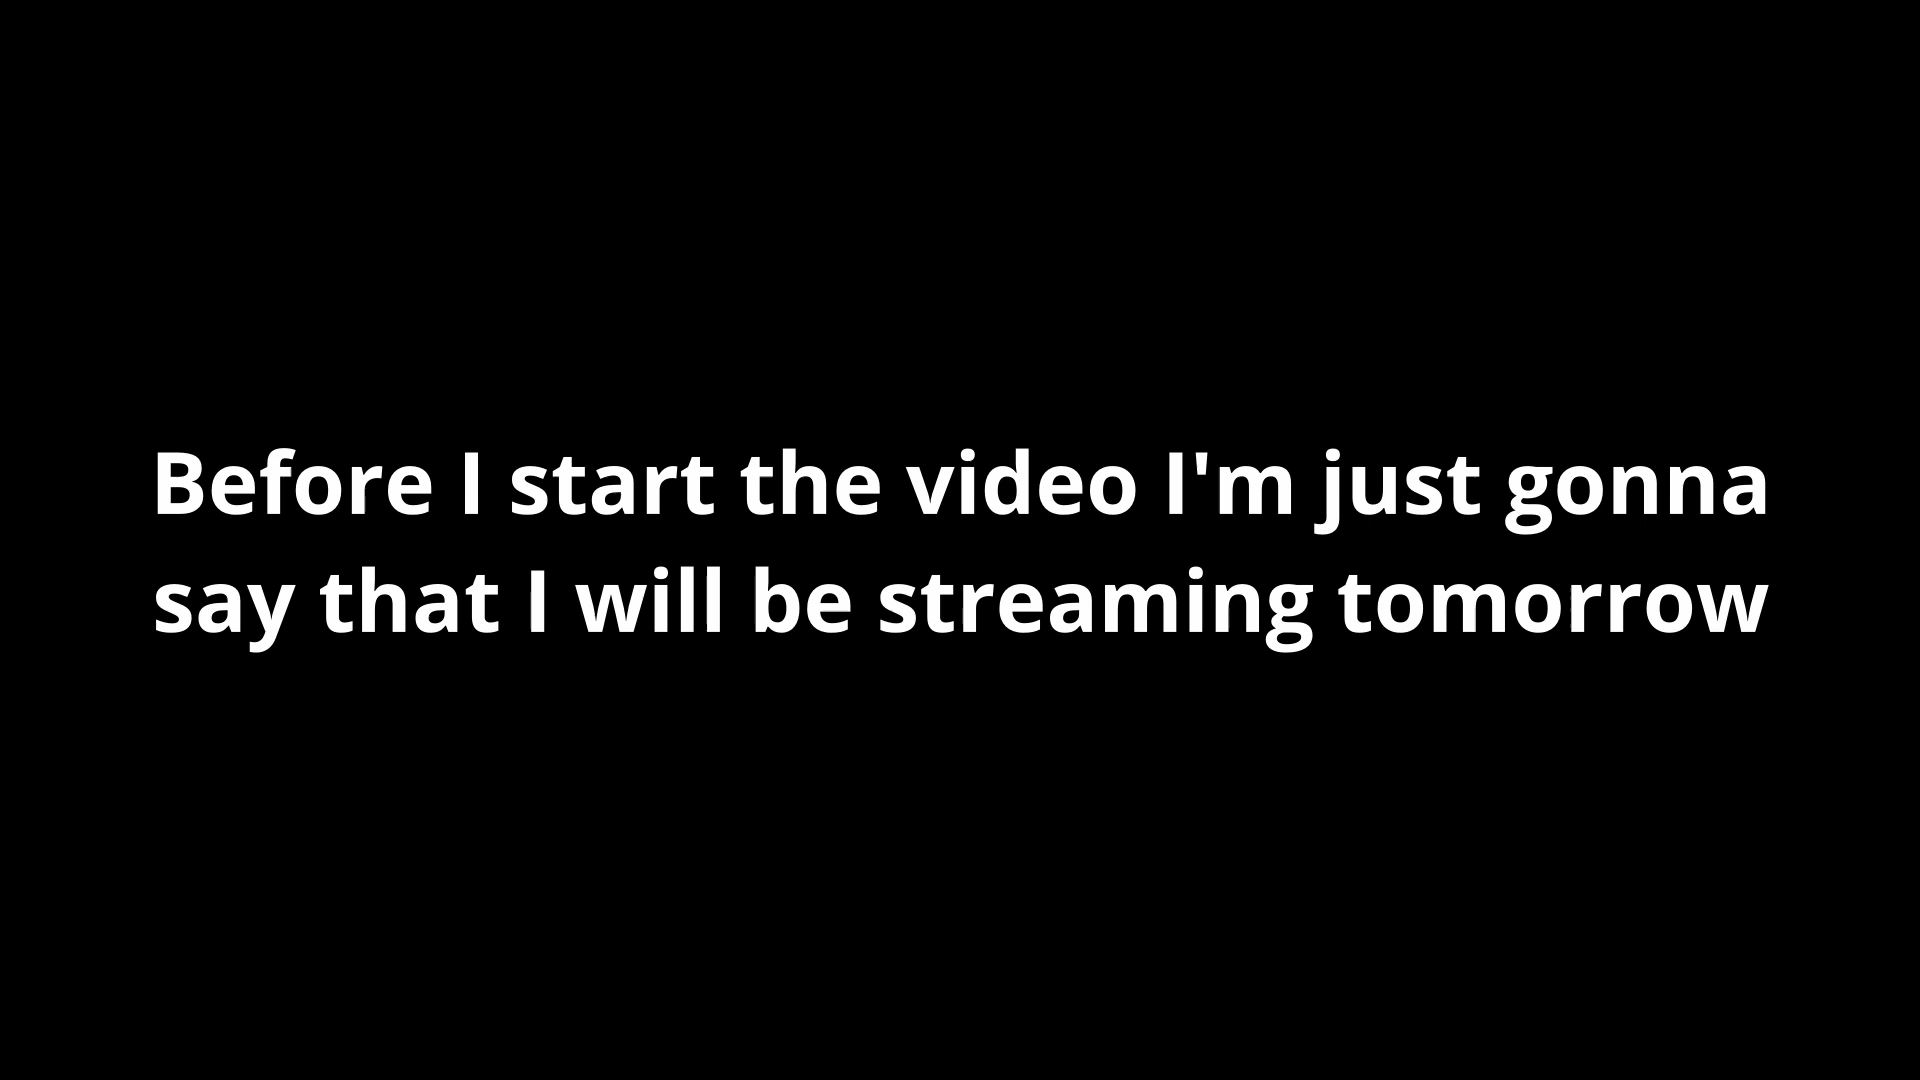 Before I start the video I'm just gonna
say that I will be streaming tomorrow